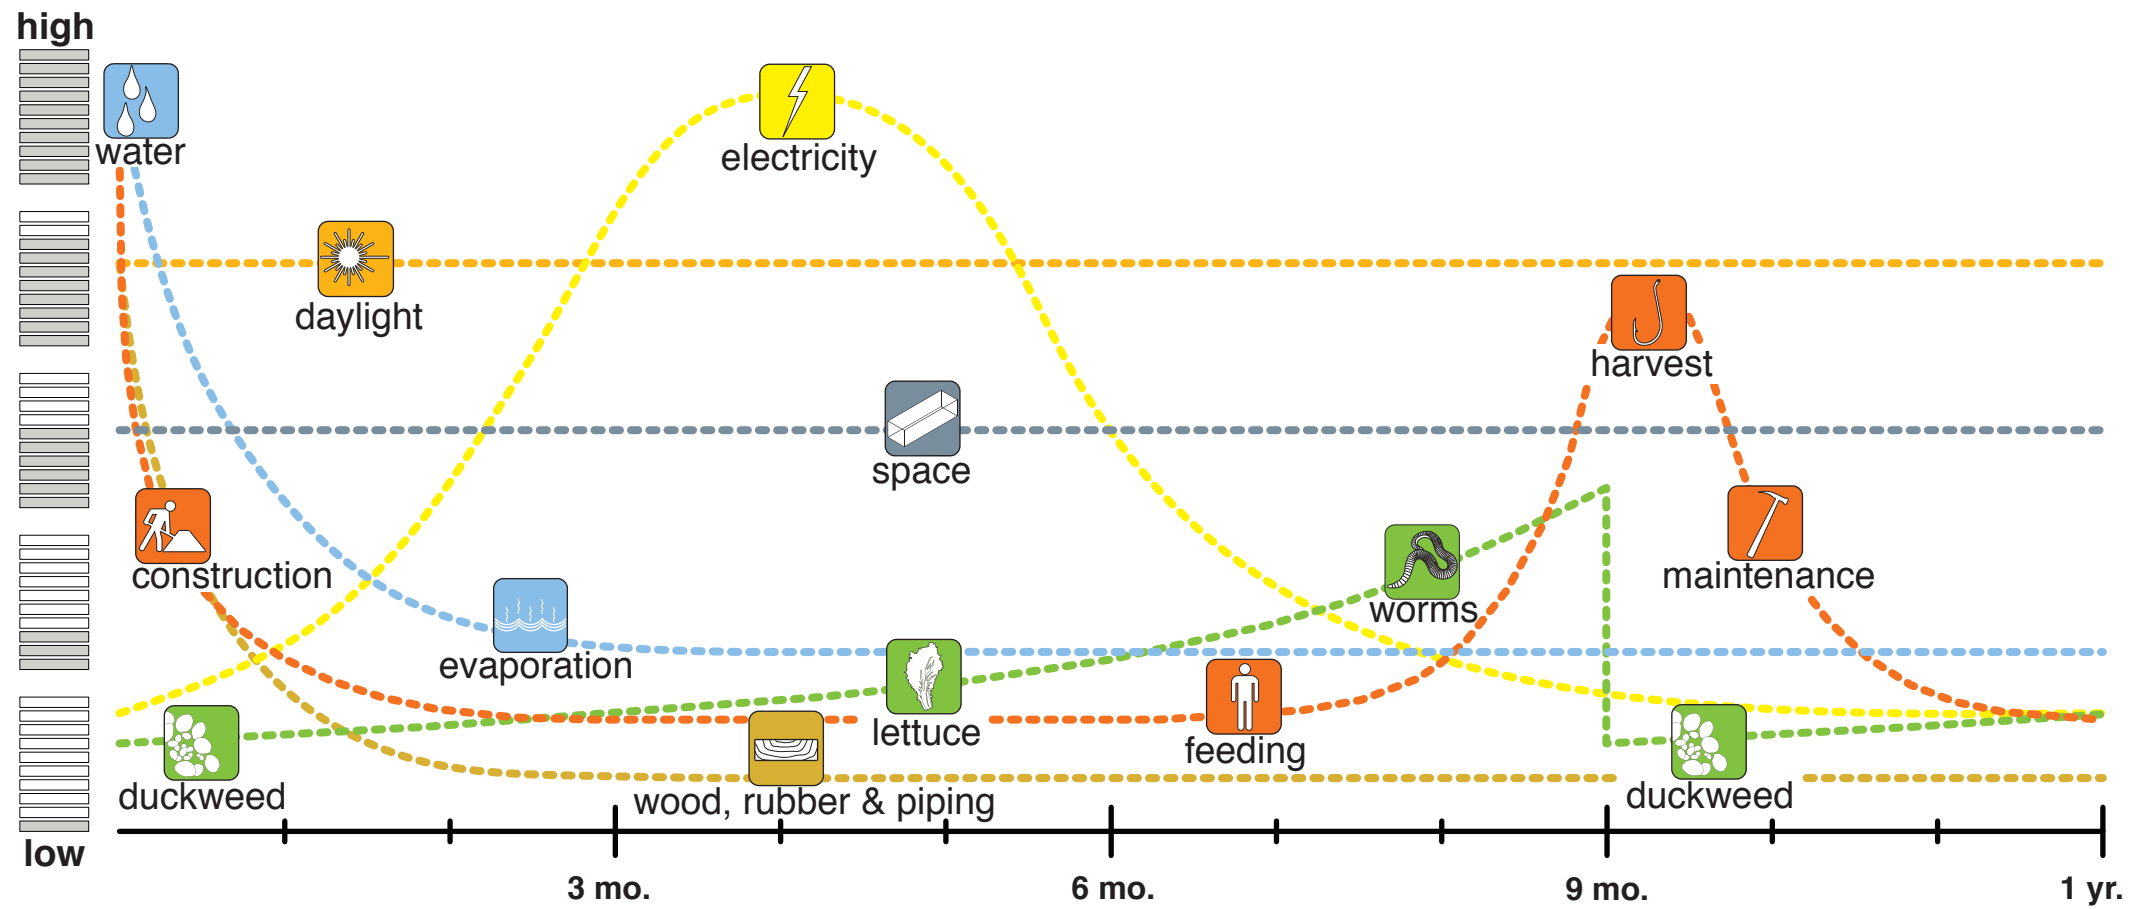 high
water
electricity
daylight
harvest
space
construction
maintenance
worms
evaporation
lettuce
feeding
duckweed
wood, rubber & piping
duckweed
low
3 mo.
6 mo.
9 mo.
1 yr.